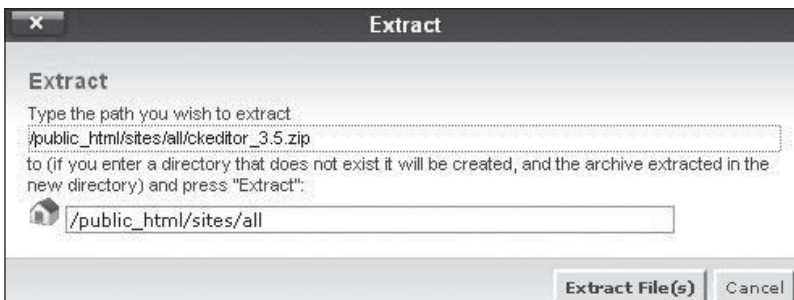 Extract
Extract
Type the path you wish to extract
/public_html/sites/all/ckeditor_3.5.zip
to (if you enter a directory that does not exist it will be created, and the archive extracted in the
new directory) and press "Extract":
/public_html/sites/all
Extract File(s) Cancel